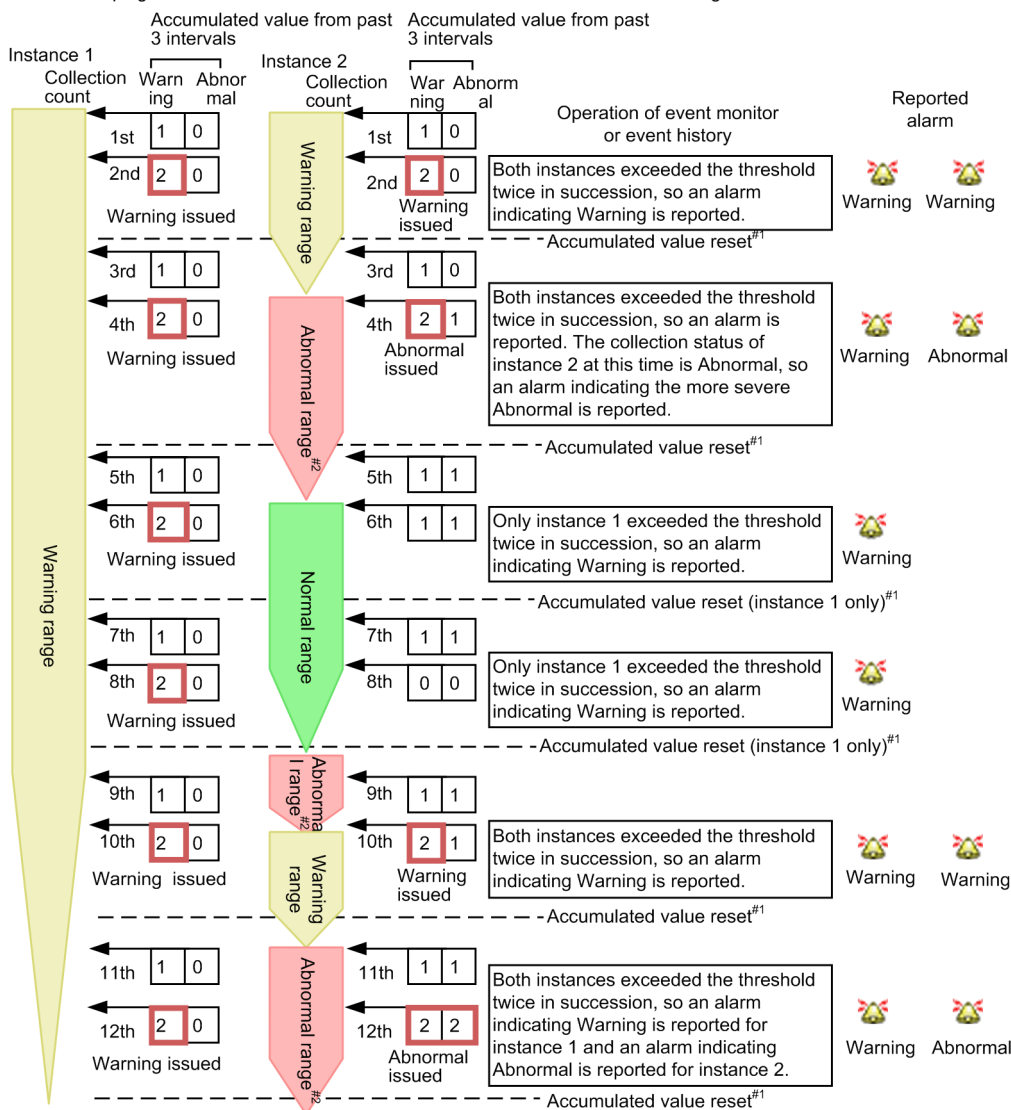 Accumulated value from past
3 intervals
Accumulated value from past
3 intervals
Instance 1
Collection
count
Warn
ing
Abnor
mal
Instance 2
Collection
count
War
ning
Abnorm
al
Operation of event monitor
or event history
Reported
alarm
1st
1 0
1st
1 0
2nd
2 0
Warning issued
2nd
2 0
Warning
issued
Both instances exceeded the threshold
twice in succession, so an alarm
indicating Warning is reported.
Warning
Warning
Warning range
Accumulated value reset#1
3rd
1 0
3rd
1 0
4th
2 0
Warning issued
4th
2 1
Abnormal
issued
Both instances exceeded the threshold
twice in succession, so an alarm is
reported. The collection status of
instance 2 at this time is Abnormal, so
an alarm indicating the more severe
Abnormal is reported.
Warning
Abnormal
Abnormal range#2
Accumulated value reset#1
5th
1 0
5th
1 1
6th
2 0
Warning issued
6th
1 1
Only instance 1 exceeded the threshold
twice in succession, so an alarm
indicating Warning is reported.
Warning
Warning range
Normal range
Accumulated value reset (instance 1 only)#1
7th
1 0
7th
1 1
8th
2 0
Warning issued
8th
0 0
Only instance 1 exceeded the threshold
twice in succession, so an alarm
indicating Warning is reported.
Warning
Accumulated value reset (instance 1 only)#1
Abnorma
l range#2
9th
1 0
9th
1 1
10th
2 0
Warning issued
10th
2 1
Warning
issued
Both instances exceeded the threshold
twice in succession, so an alarm
indicating Warning is reported.
Warning
Warning
Warning
range
Accumulated value reset#1
11th
1 0
11th
1 1
12th
2 0
Warning issued
12th
2 2
Abnormal
issued
Both instances exceeded the threshold
twice in succession, so an alarm
indicating Warning is reported for
instance 1 and an alarm indicating
Abnormal is reported for instance 2.
Warning
Abnormal
Abnormal range#2
Accumulated value reset#1